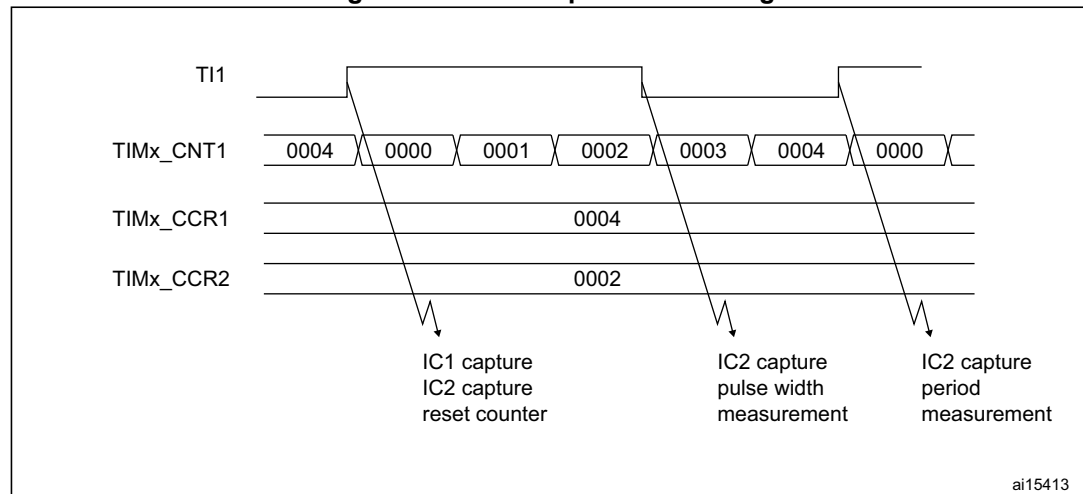 TI1
TIMx_CNT1 0004 0000 0001 0002 0003 0004 0000
TIMx_CCR1 0004
TIMx_CCR2 0002
IC1 capture
IC2 capture
reset counter
IC2 capture
pulse width
measurement
IC2 capture
period
measurement
ai15413